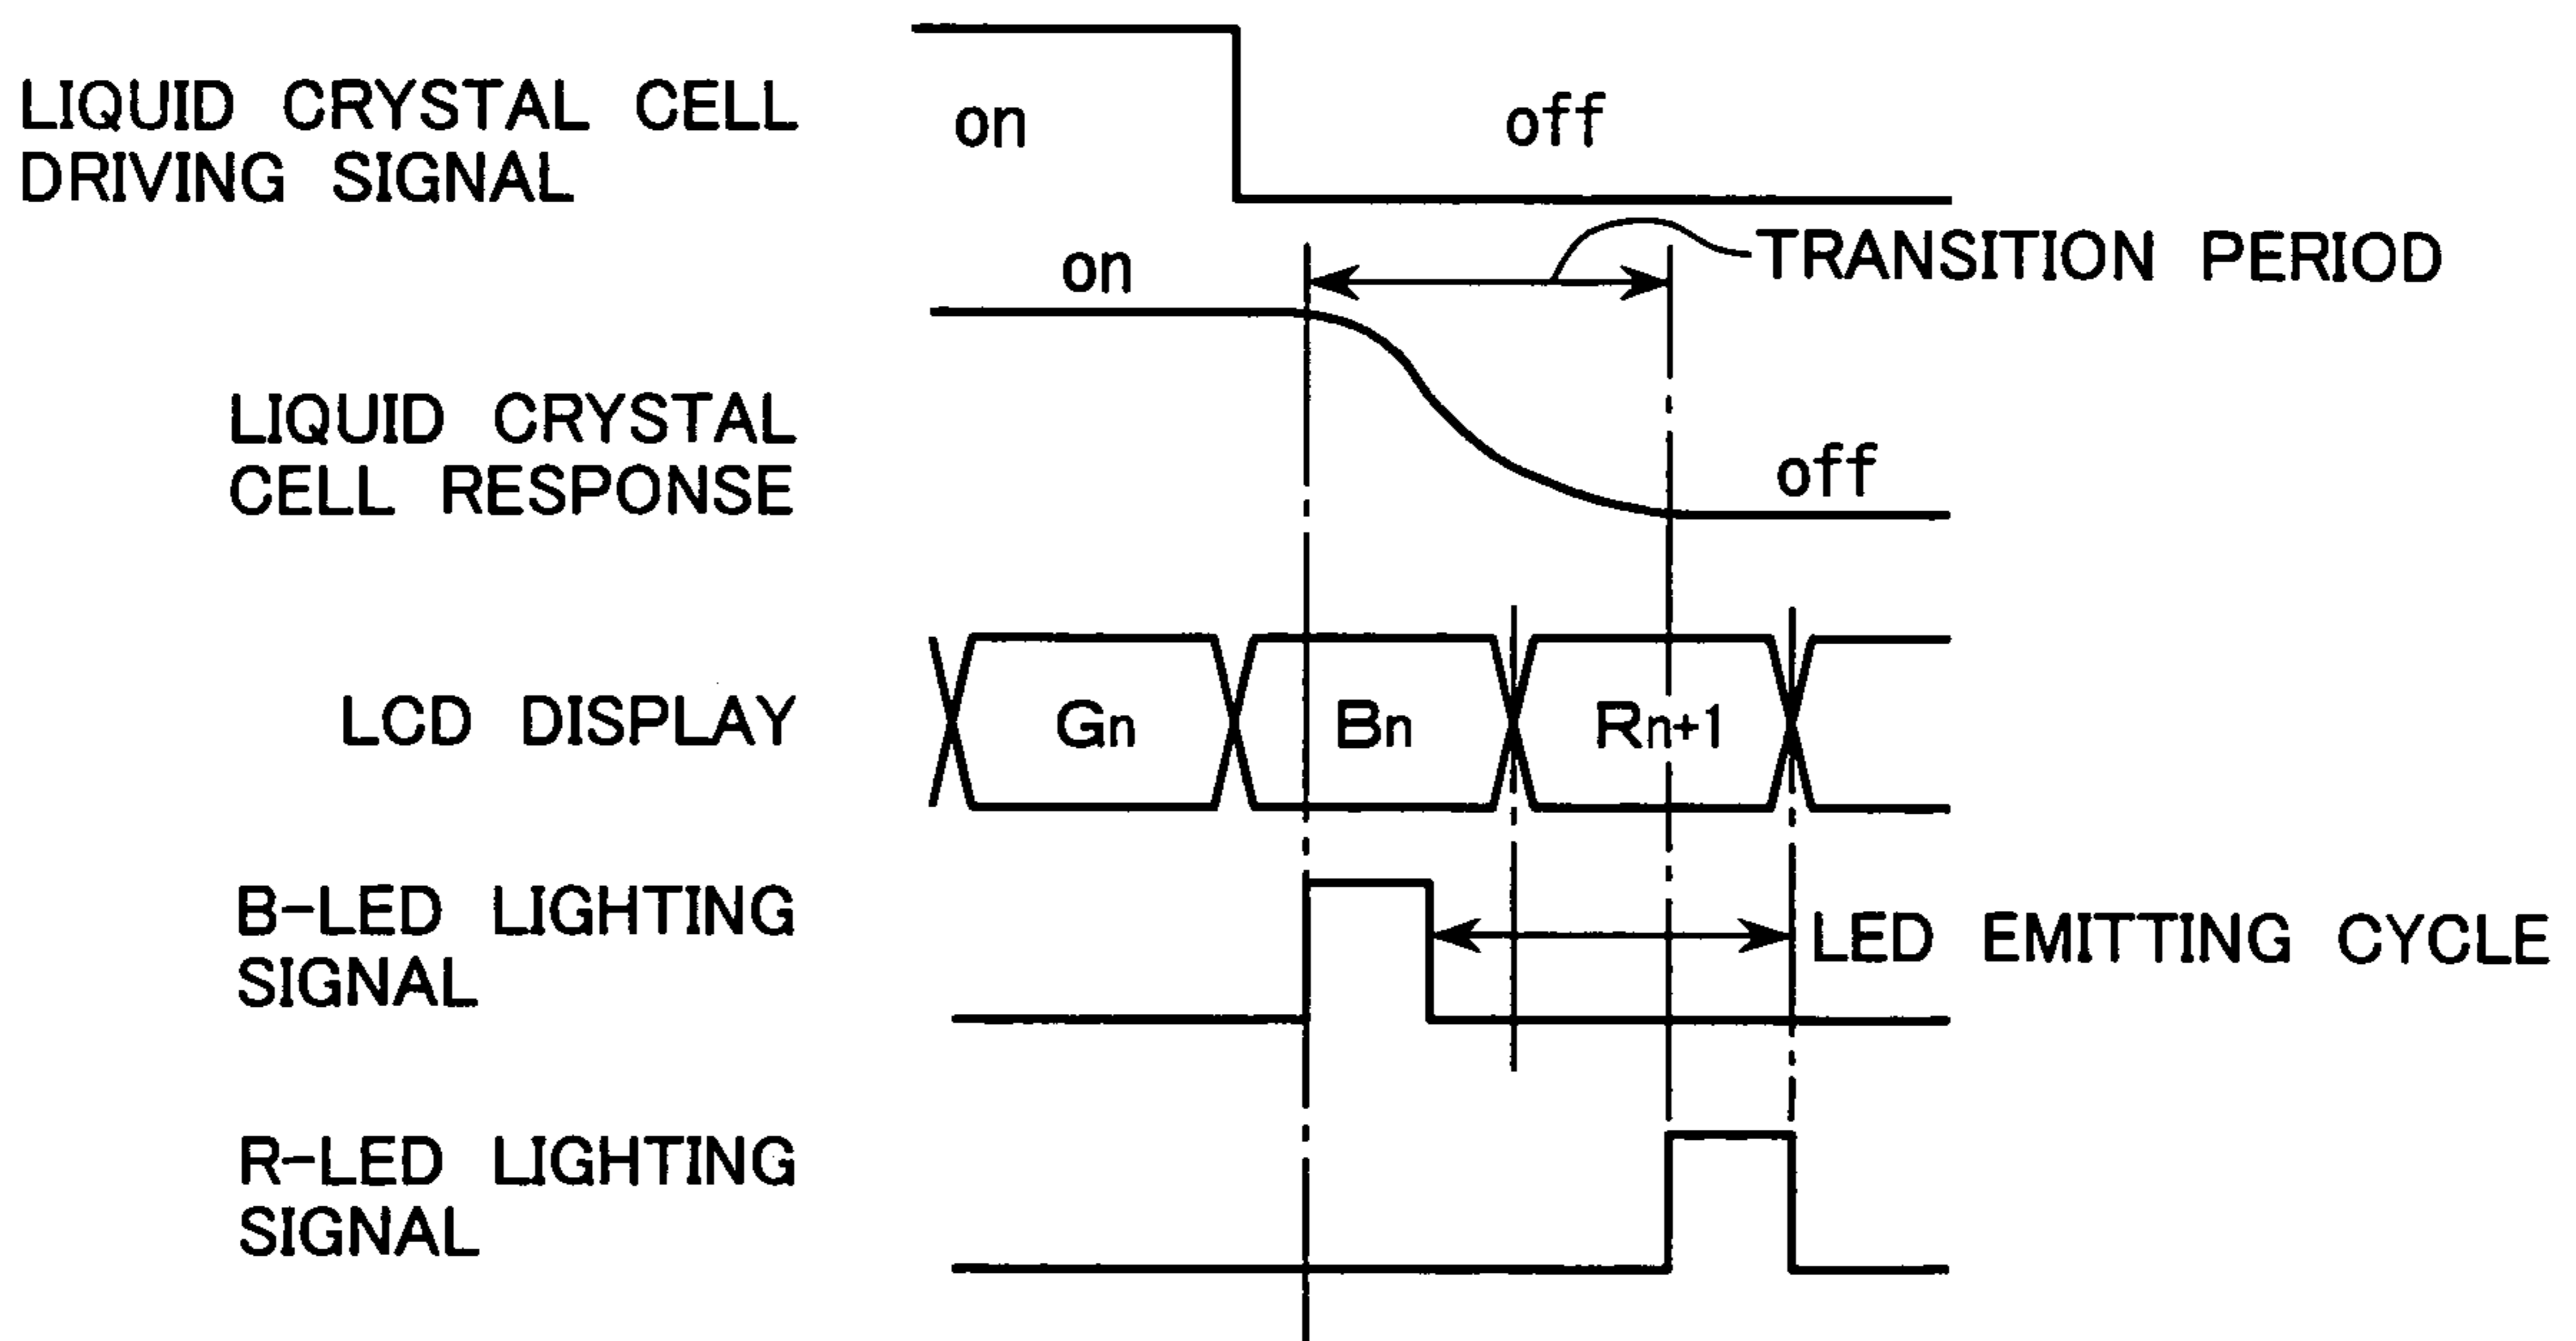 LIQUID CRYSTAL CELL
DRIVING SIGNAL
on
off
TRANSITION PERIOD
on
LIQUID CRYSTAL
CELL RESPONSE
off
LCD DISPLAY
Gn
Bn
Rn+1
B-LED LIGHTING
SIGNAL
LED EMITTING CYCLE
R-LED LIGHTING
SIGNAL